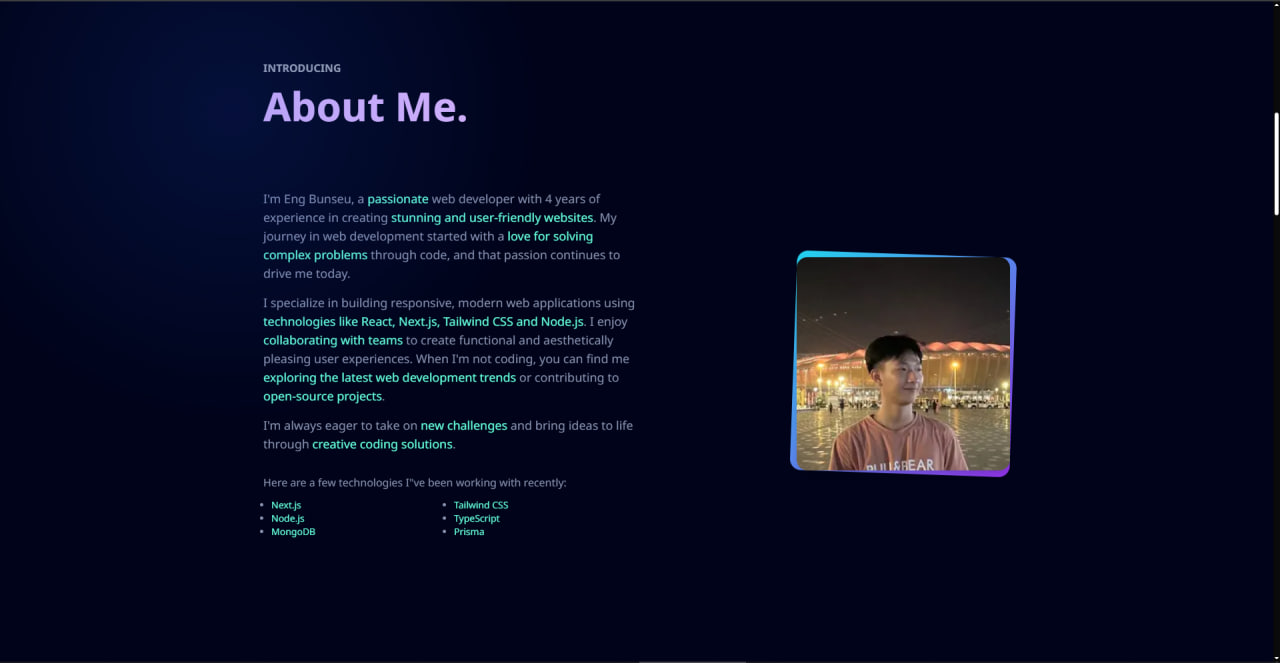 INTRODUCING
About Me.
I'm Eng Bunseu, a passionate web developer with 4 years of
experience in creating stunning and user-friendly websites. My
journey in web development started with a love for solving
complex problems through code, and that passion continues to
drive me today.
I specialize in building responsive, modern web applications using
technologies like React, Next.js, Tailwind CSS and Node.js. I enjoy
collaborating with teams to create functional and aesthetically
pleasing user experiences. When I'm not coding, you can find me
exploring the latest web development trends or contributing to
open-source projects.
I'm always eager to take on new challenges and bring ideas to life
through creative coding solutions.
Here are a few technologies I"ve been working with recently:
Next.js
Node.js
MongoDB
Tailwind CSS
TypeScript
Prisma
PULL&BEAR